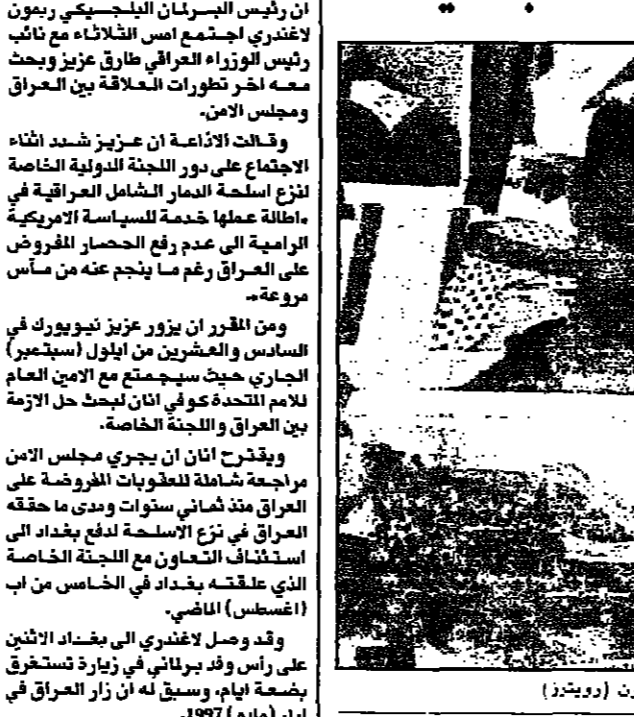 ان رئيس البرلمان البلجيكي ريمون
لاغندري اجتمع امس الثلاثاء مع نائب
رئيس الوزراء العراقي طارق عزيز وبحث
معه اخر تطورات العلاقة بين العراق
ومجلس الامن.
وقالت الاذاعة ان عزيز شدد اثناء
الاجتماع على دور اللجنة الدولية الخاصة
لنزع اسلحة الدمار الشامل العراقية في
«اطالة عملها خدمة للسياسة الامريكية
الرامية الى عدم رفع الحصار المفروض
على العراق رغم ما ينجم عنه من مآس
مروعة».
ومن المقرر ان يزور عزيز نيويورك في
السادس والعشرين من ايلول (سبتمبر)
الجاري حيث سيجمتع مع الامين العام
للامم المتحدة كوفي انان لبحث حل الازمة
بين العراق واللجنة الخاصة.
ويقترح انان ان يجري مجلس الامن
مراجعة شاملة للعقوبات المفروضة على
العراق منذ ثماني سنوات ومدى ما حققه
العراق في نزع الاسلحة لدفع بغداد الى
استئناف التعاون مع اللجنة الخاصة
الذي علقته بغداد في الخامس من اب
(اغسطس) الماضي.
وقد وصل لاغندري الى بغداد الاثنين
على رأس وفد برلماني في زيارة تستغرق
بضعة ايام، وسبق له ان زار العراق في
ايار (مايو) 1997.
ون (رويترز)